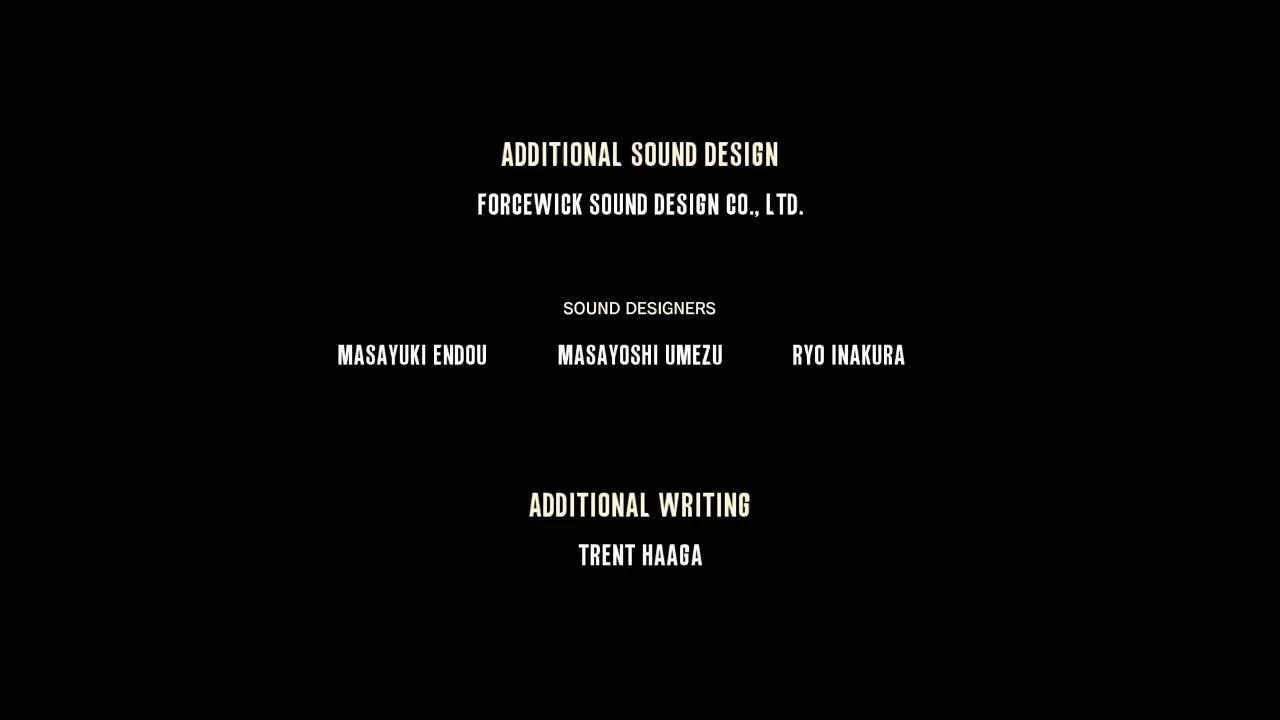 ADDITIONAL SOUND DESIGN
FORCEWICK SOUND DESIGN CO., LTD.
SOUND DESIGNERS
MASAYUKI ENDOU MASAYOSHI UMEZU RYO INAKURA
ADDITIONAL WRITING
TRENT HAAGA